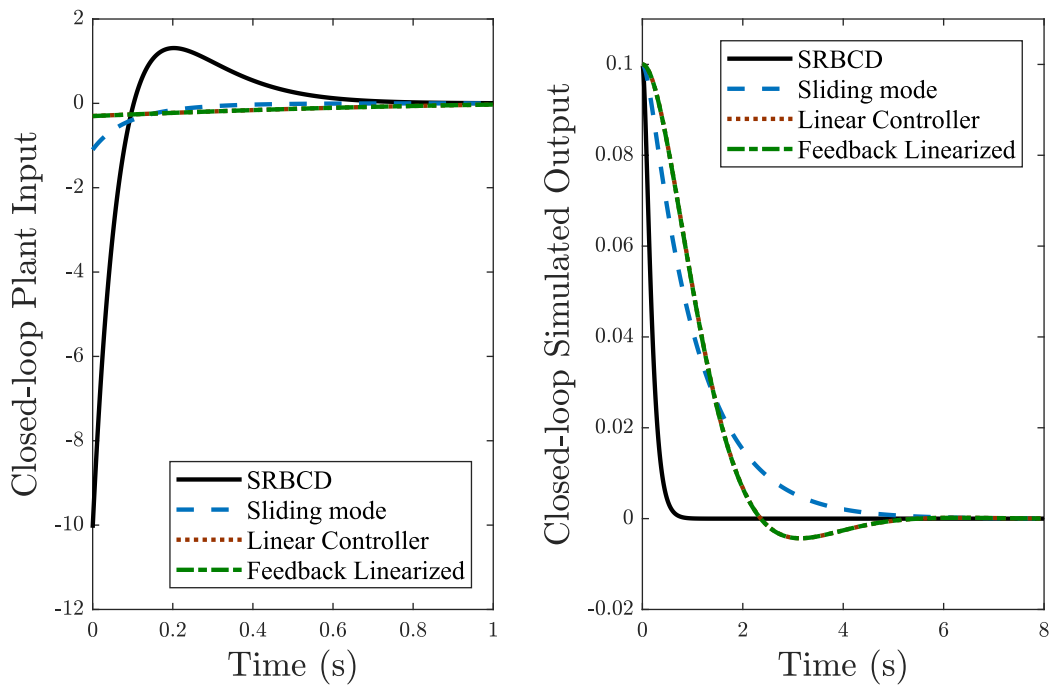 Closed-loop Plant Input
2
0
-2
-4
-6
-8
-10
-12
SRBCD
Sliding mode
Linear Controller
Feedback Linearized
0
0.2
0.4
0.6
0.8
1
Time (s)
Closed-loop Simulated Output
0.1
0.08
0.06
0.04
0.02
0
-0.02
SRBCD
Sliding mode
Linear Controller
Feedback Linearized
0
2
4
6
8
Time (s)